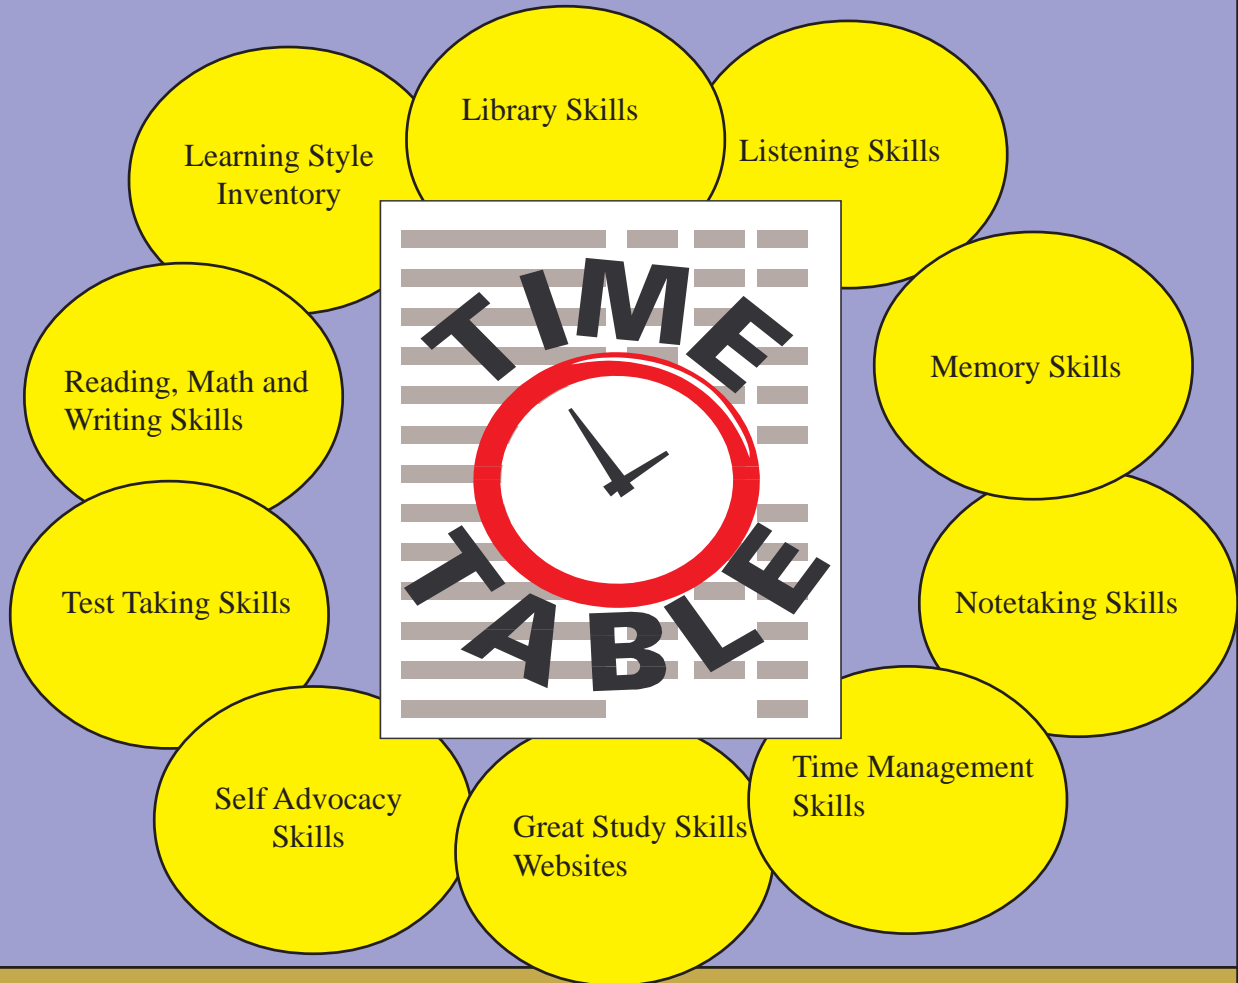 Library Skills
Listening Skills
Learning Style
Inventory
TIME
Memory Skills
Reading, Math and
Writing Skills
Test Taking Skills
Notetaking Skills
TABLE
Time Management
Skills
Self Advocacy
Skills
Great Study Skills
Websites